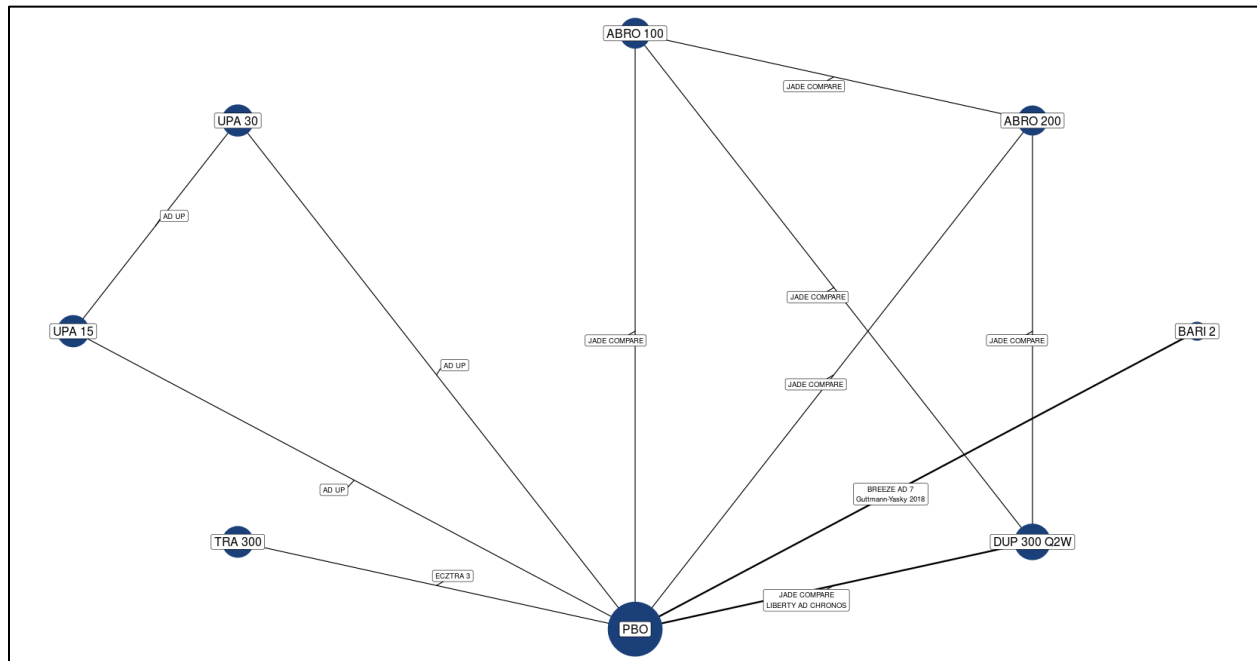 ABRO 100
JADE COMPARE
UPA 30
ABRO 200
AD UP
JADE COMPARE
UPA 15
JADE COMPARE
JADE COMPARE
BARI 2
AD UP
JADE COMPARE
AD UP
BREEZE AD 7
Guttmann-Yasky 2018
TRA 300
DUP 300 Q2W
ECZTRA 3
JADE COMPARE
LIBERTY AD CHRONOS
PBO